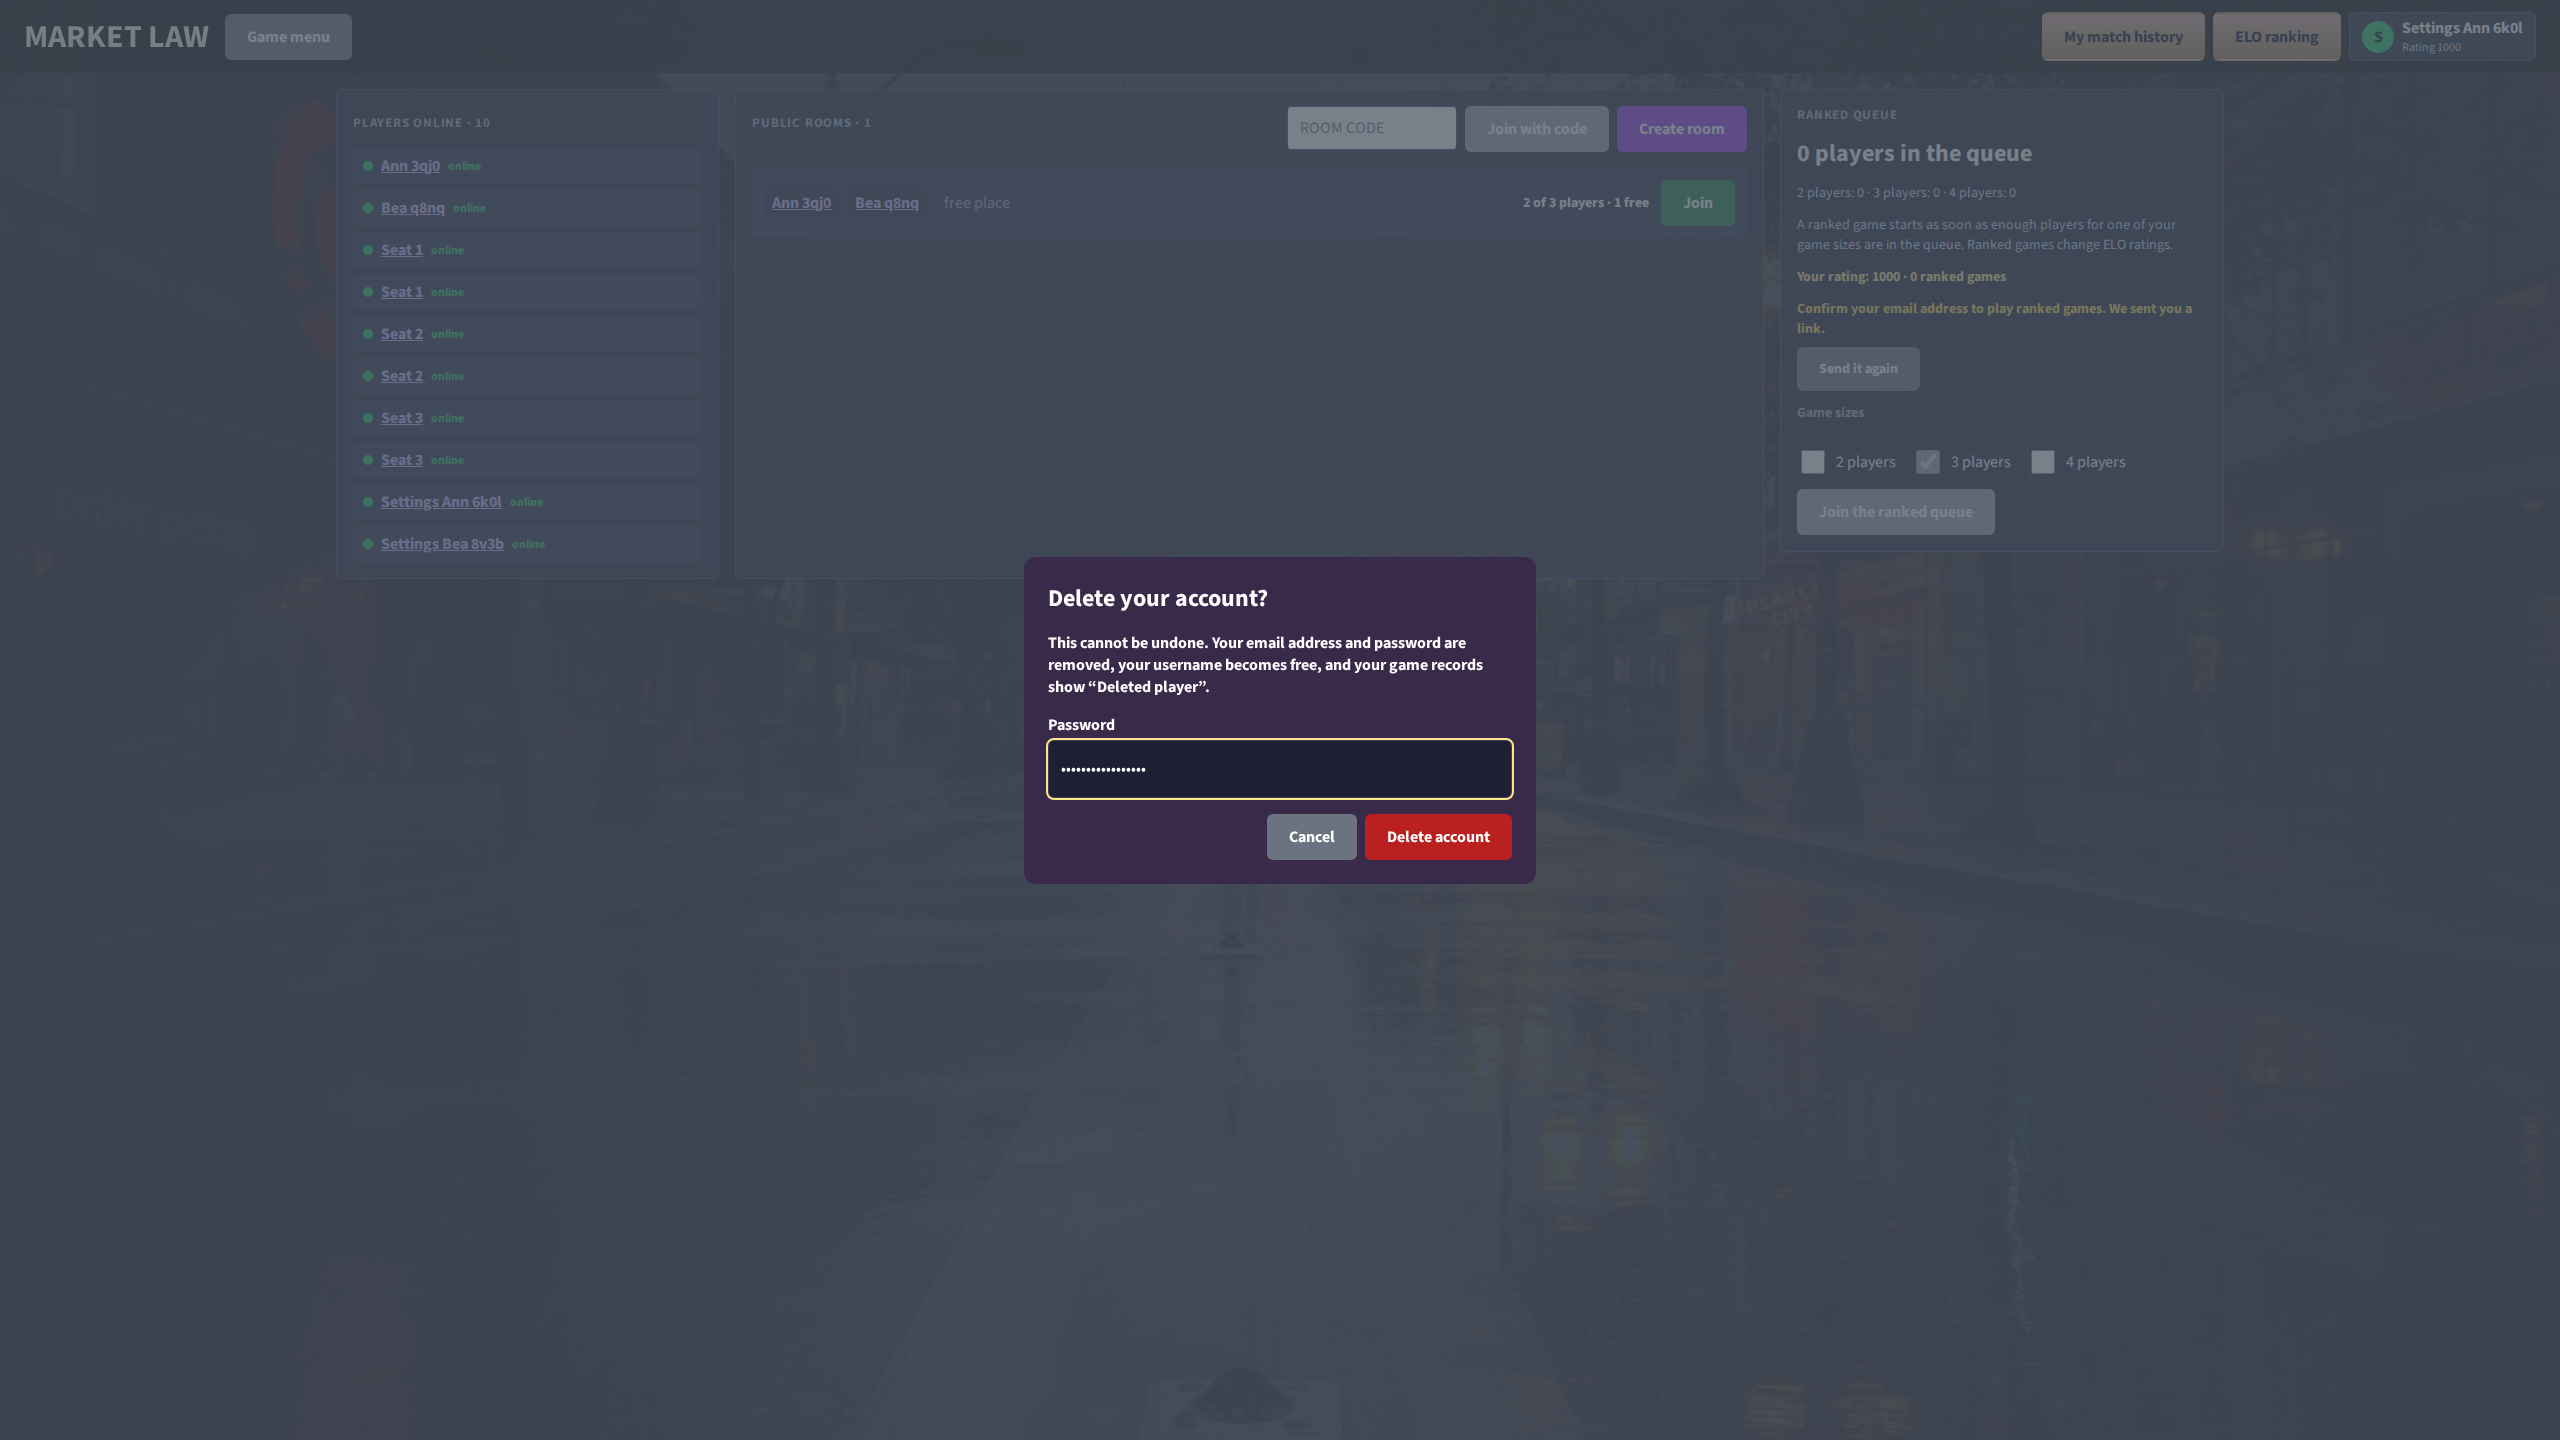 MARKET LAW
Game menu
My match history
ELO ranking
S
Settings Ann 6k0l
Rating 1000
PLAYERS ONLINE · 10
Ann 3qj0 online
Bea q8nq online
Seat 1 online
Seat 1 online
Seat 2 online
Seat 2 online
Seat 3 online
Seat 3 online
Settings Ann 6k0l online
Settings Bea 8v3b online
PUBLIC ROOMS · 1
ROOM CODE
Join with code
Create room
Ann 3qj0 Bea q8nq free place
2 of 3 players · 1 free
Join
RANKED QUEUE
0 players in the queue
2 players: 0 · 3 players: 0 · 4 players: 0
A ranked game starts as soon as enough players for one of your
game sizes are in the queue. Ranked games change ELO ratings.
Your rating: 1000 · 0 ranked games
Confirm your email address to play ranked games. We sent you a
link.
Send it again
Game sizes
2 players 3 players 4 players
Join the ranked queue
order pickup
SNEAKER
CITY
Delete your account?
This cannot be undone. Your email address and password are
removed, your username becomes free, and your game records
show “Deleted player”.
Password
•••••••••••••••••
Cancel
Delete account